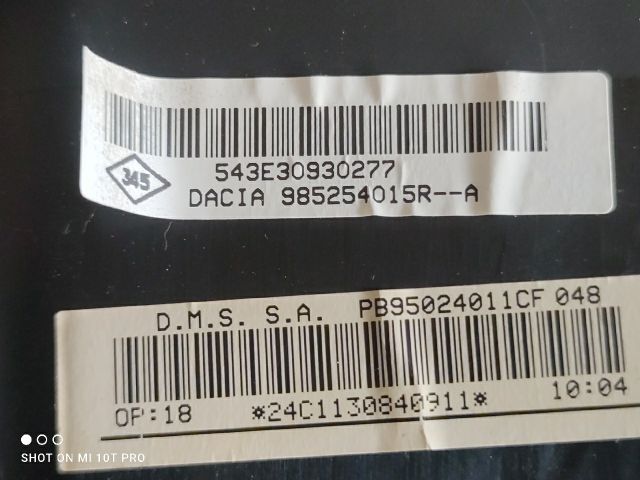 543E30930277
345
DACIA 985254015R--A
D.M.S. S.A. PB95024011CF 048
OP:18 *24C1130840911* 10:04
SHOT ON MI 10T PRO